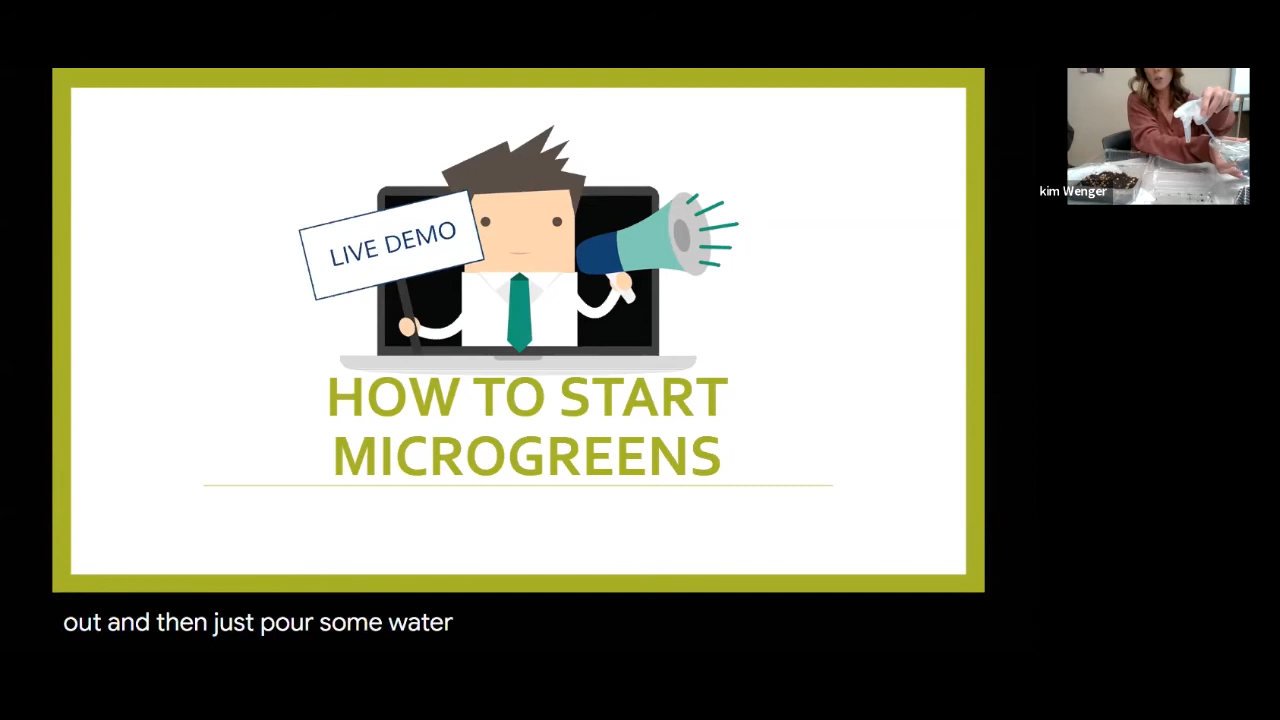 LIVE DEMO
HOW TO START
MICROGREENS
kim Wenger
out and then just pour some water